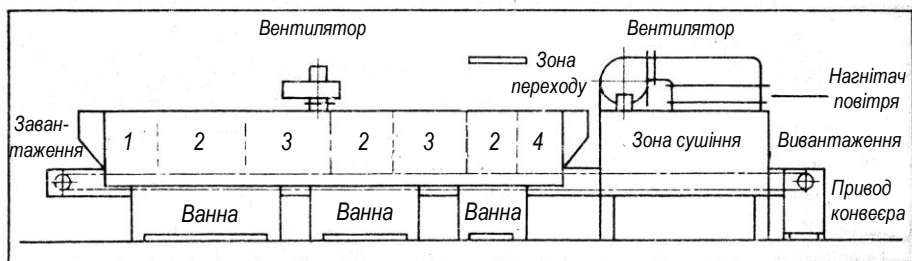 Вентилятор
Вентилятор
Зона
переходу
Нагнітач
повітря
Заван-
таження
1 2 3 2 3 2 4
Зона сушіння
Вивантаження
Ванна
Ванна
Ванна
Привод
конвеєра